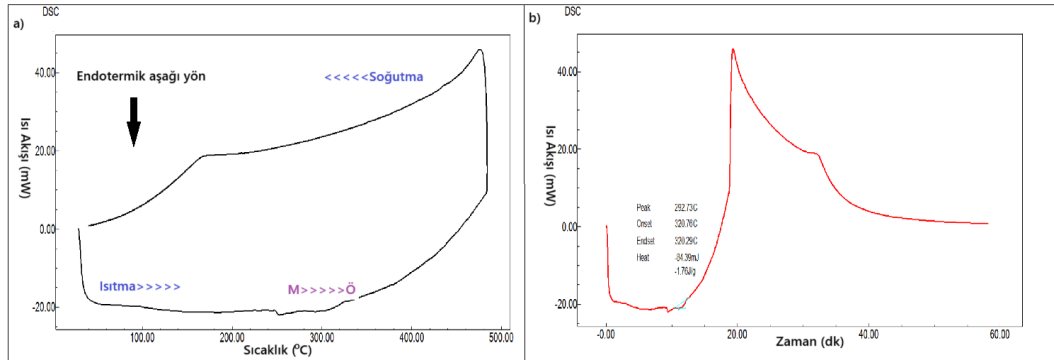 a)
DSC
Endotermik aşağı yön
<<<<<Soğutma
Isıtma>>>>>
M>>>>>Ö
40.00
20.00
0.00
-20.00
Isı Akışı (mW)
100.00
200.00
300.00
400.00
500.00
Sıcaklık (⁰C)
b)
DSC
40.00
20.00
0.00
-20.00
Isı Akışı (mW)
Peak 292.73C
Onset 320.76C
Endset 320.29C
Heat -84.39mJ
-1.76J/g
-0.00
20.00
40.00
60.00
Zaman (dk)